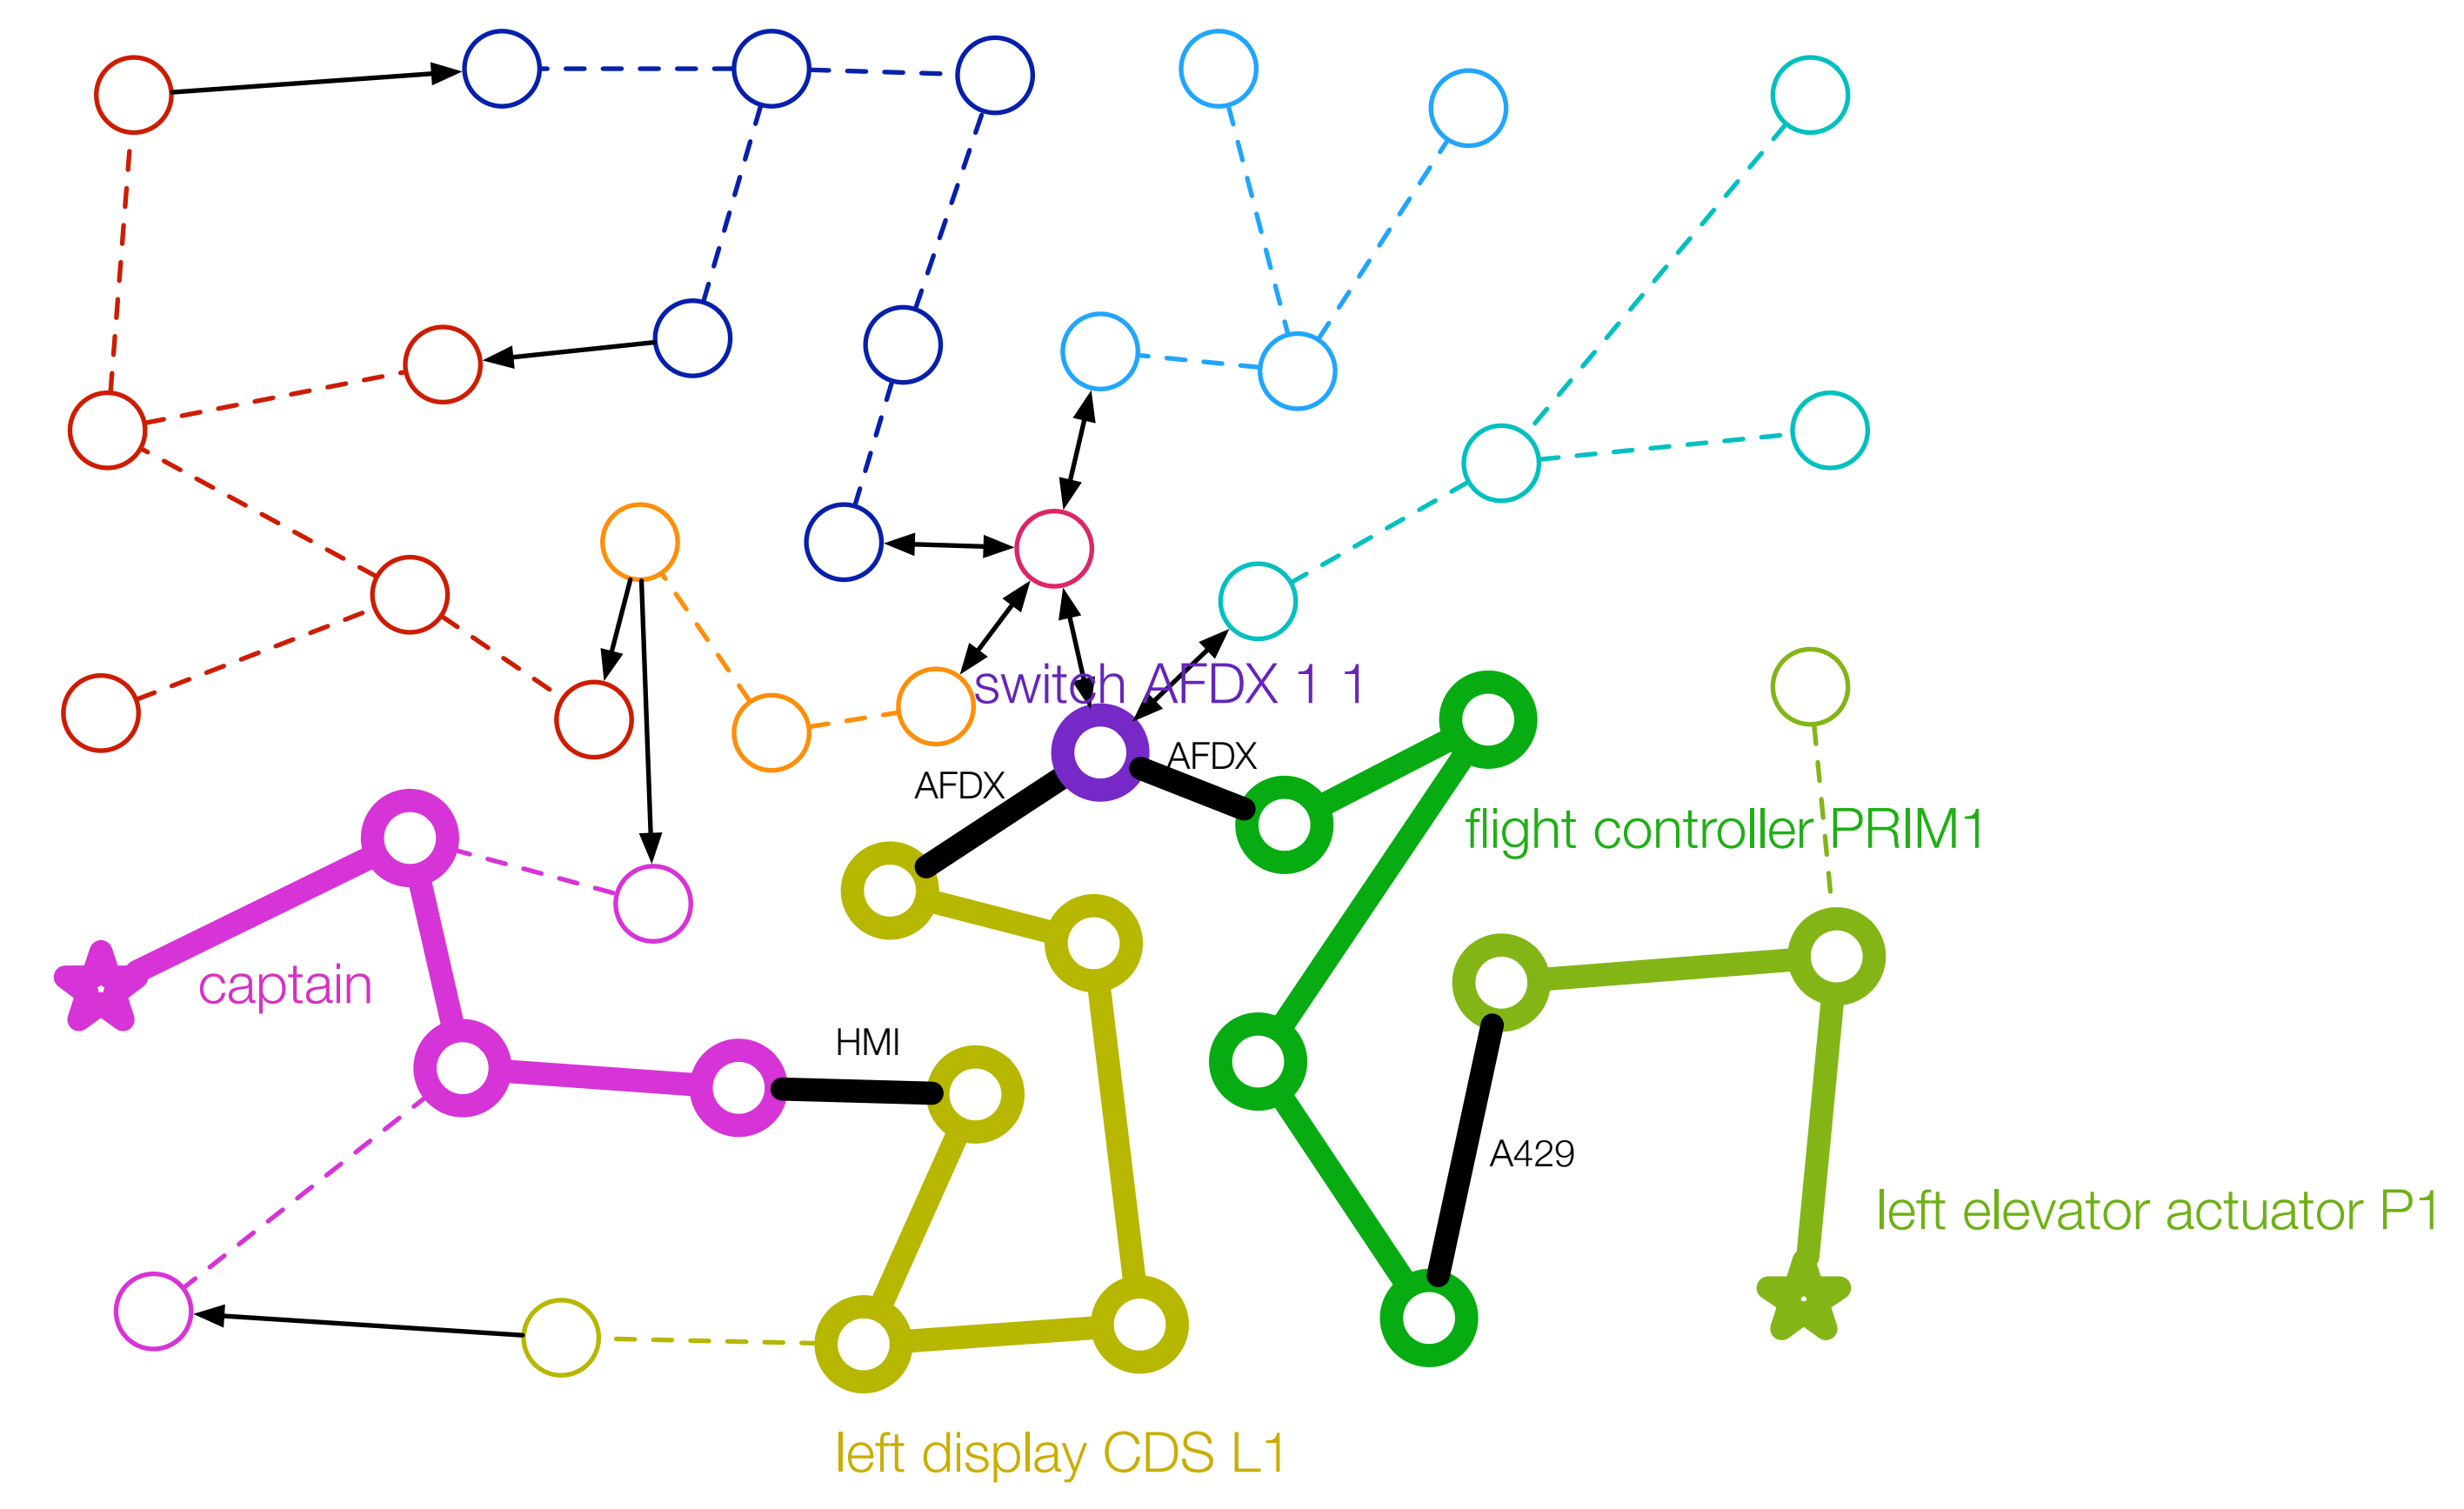 switch AFDX 1 1
AFDX
AFDX
flight controller PRIM1
captain
HMI
A429
left elevator actuator P1
left display CDS L1